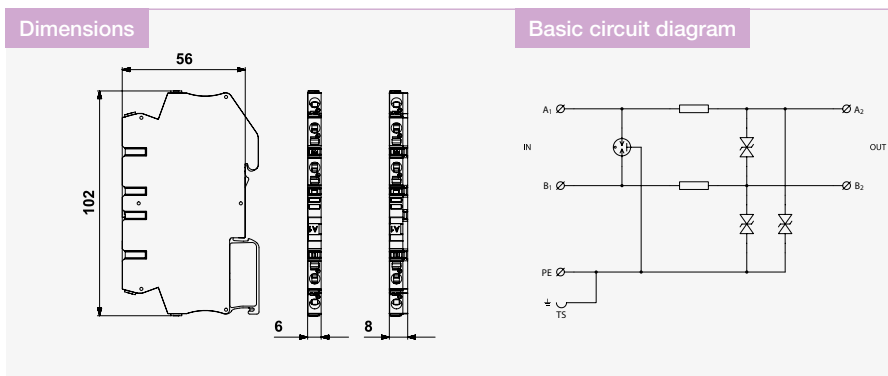 Dimensions
56
102
6
8
Basic circuit diagram
A1
A2
IN
OUT
B1
B2
PE
TS